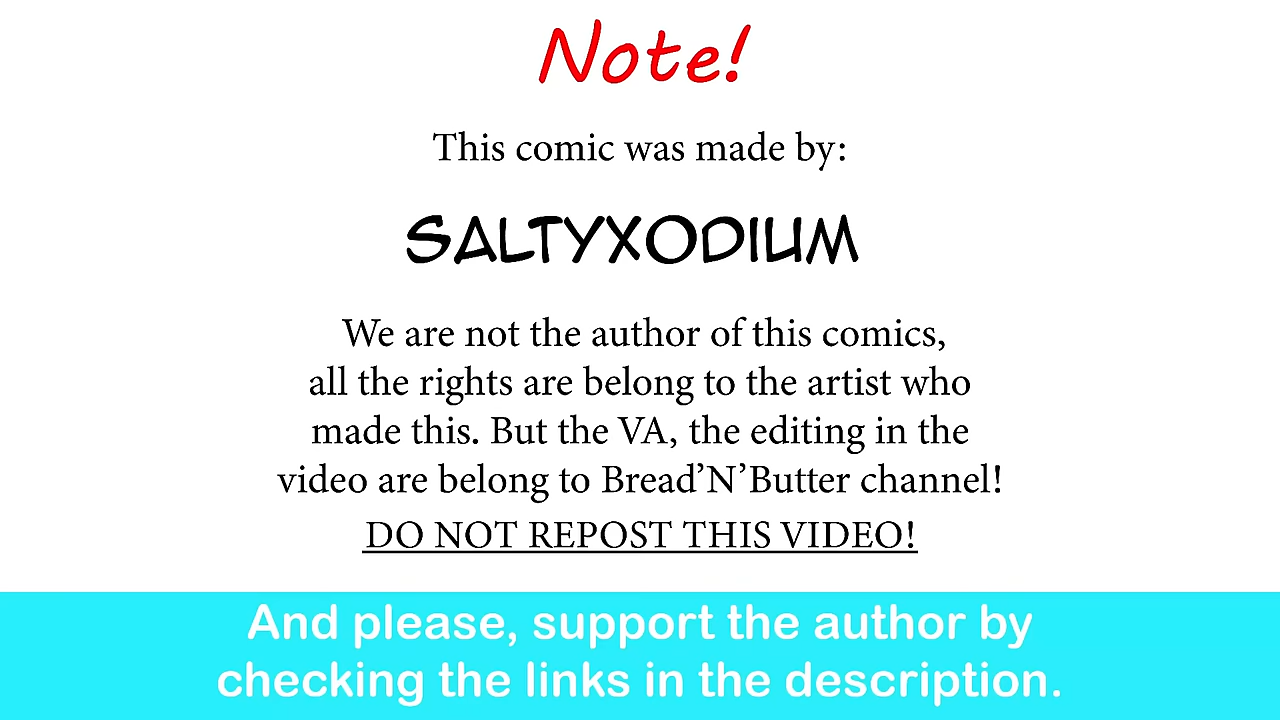 Note!
This comic was made by:
SALTYXODIUM
We are not the author of this comics,
all the rights are belong to the artist who
made this. But the VA, the editing in the
video are belong to Bread’N’Butter channel!
DO NOT REPOST THIS VIDEO!
And please, support the author by
checking the links in the description.